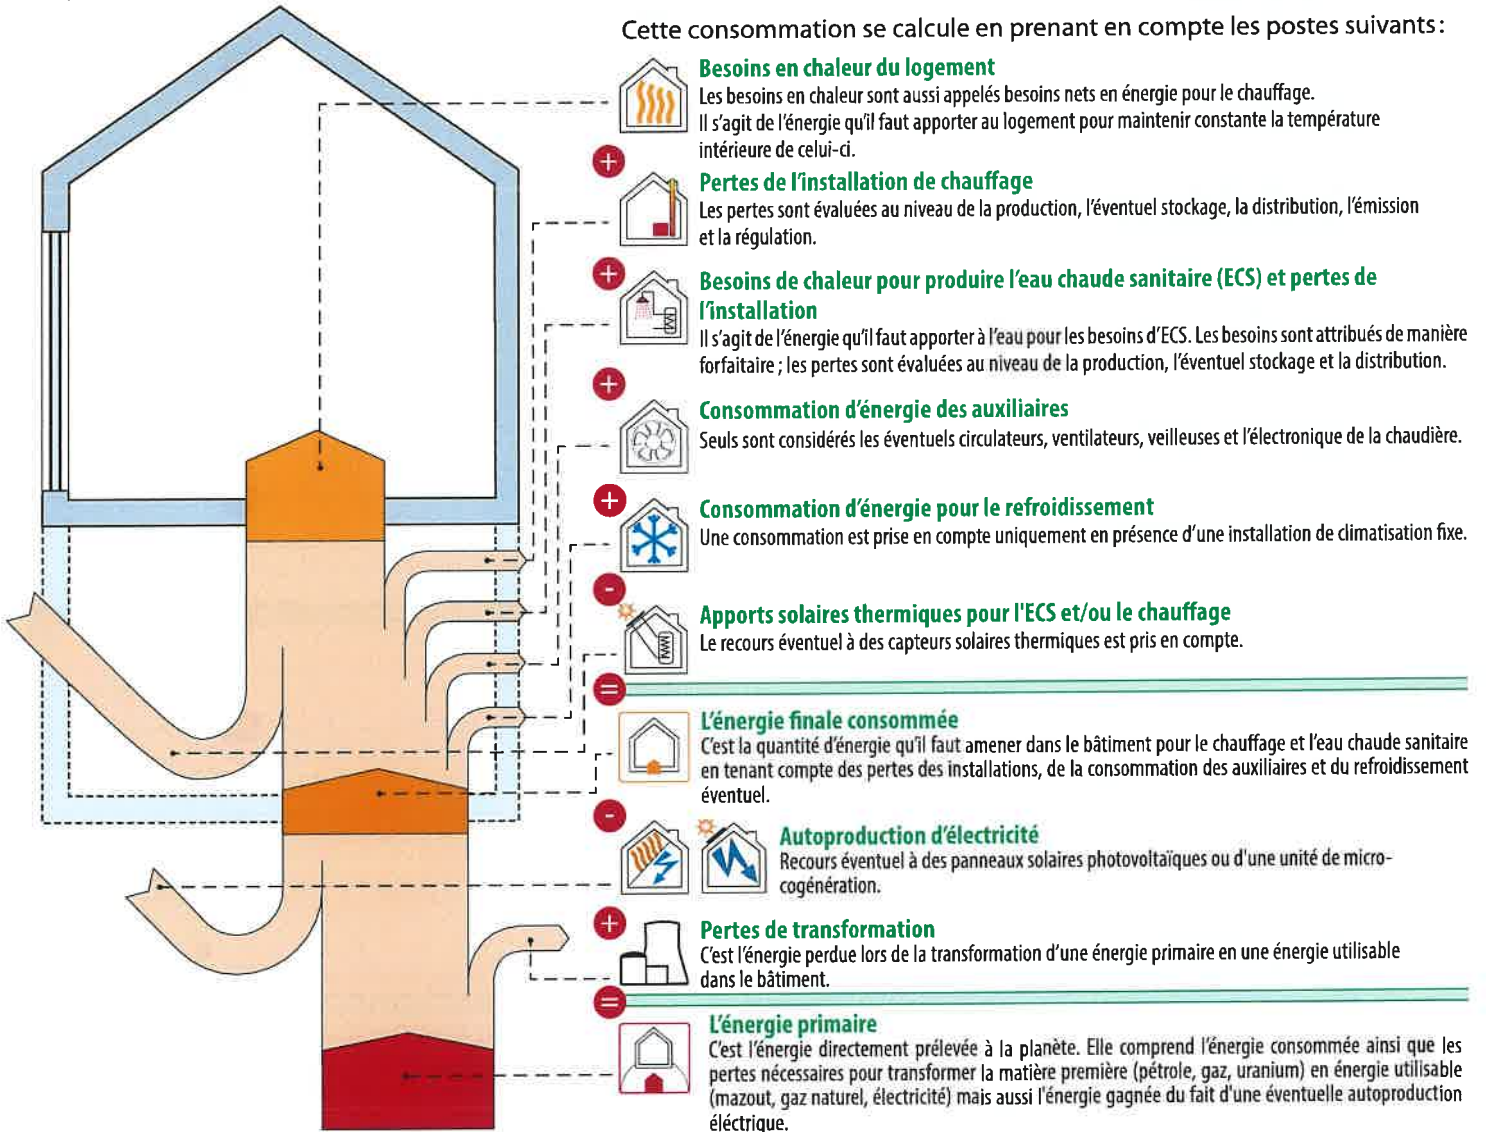 Cette consommation se calcule en prenant en compte les postes suivants:
Besoins en chaleur du logement
Les besoins en chaleur sont aussi appelés besoins nets en énergie pour le chauffage.
Il s'agit de l'énergie qu'il faut apporter au logement pour maintenir constante la température
intérieure de celui-ci.
+
Pertes de l'installation de chauffage
Les pertes sont évaluées au niveau de la production, l'éventuel stockage, la distribution, l'émission
et la régulation.
+
Besoins de chaleur pour produire l'eau chaude sanitaire (ECS) et pertes de
l'installation
Il s'agit de l'énergie qu'il faut apporter à l'eau pour les besoins d'ECS. Les besoins sont attribués de manière
forfaitaire ; les pertes sont évaluées au niveau de la production, l'éventuel stockage et la distribution.
+
Consommation d'énergie des auxiliaires
Seuls sont considérés les éventuels circulateurs, ventilateurs, veilleuses et l'électronique de la chaudière.
+
Consommation d'énergie pour le refroidissement
Une consommation est prise en compte uniquement en présence d'une installation de climatisation fixe.
-
Apports solaires thermiques pour l'ECS et/ou le chauffage
Le recours éventuel à des capteurs solaires thermiques est pris en compte.
=
L'énergie finale consommée
C'est la quantité d'énergie qu'il faut amener dans le bâtiment pour le chauffage et l'eau chaude sanitaire
en tenant compte des pertes des installations, de la consommation des auxiliaires et du refroidissement
éventuel.
-
Autoproduction d'électricité
Recours éventuel à des panneaux solaires photovoltaïques ou d'une unité de micro-
cogénération.
+
Pertes de transformation
C'est l'énergie perdue lors de la transformation d'une énergie primaire en une énergie utilisable
dans le bâtiment.
=
L'énergie primaire
C'est l'énergie directement prélevée à la planète. Elle comprend l'énergie consommée ainsi que les
pertes nécessaires pour transformer la matière première (pétrole, gaz, uranium) en énergie utilisable
(mazout, gaz naturel, électricité) mais aussi l'énergie gagnée du fait d'une éventuelle autoproduction
éléctrique.